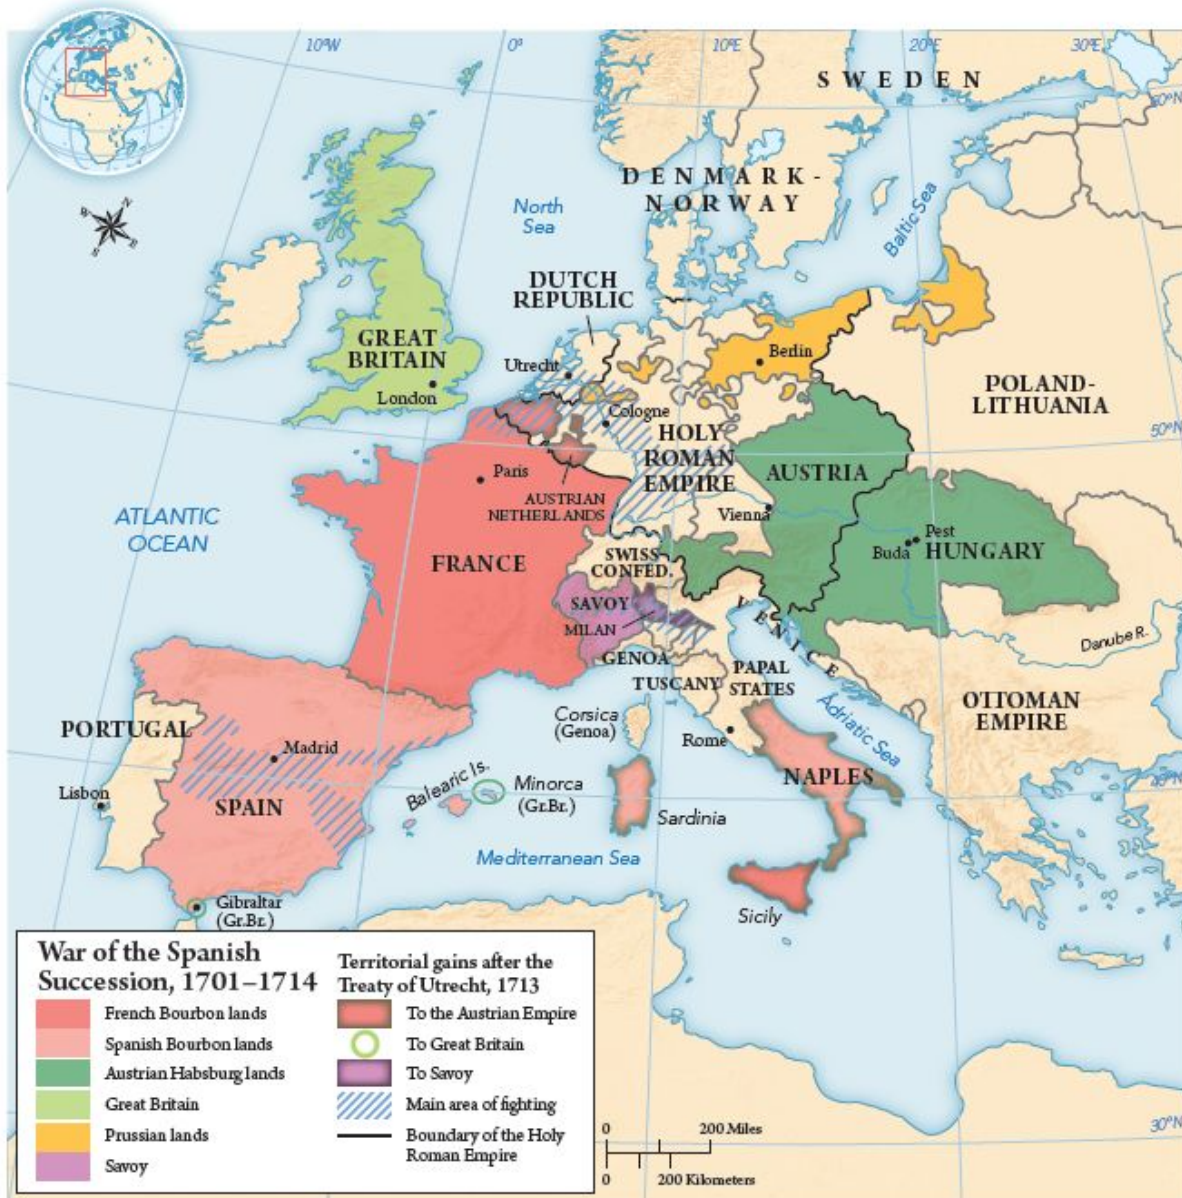 10°W
0°
10°E
20°E
30°E
SWEDEN
60°N
DENMARK-
NORWAY
North
Sea
Baltic Sea
DUTCH
REPUBLIC
GREAT
BRITAIN
London
Utrecht
Berlin
Cologne
POLAND-
LITHUANIA
HOLY
ROMAN
EMPIRE
50°N
Paris
AUSTRIAN
NETHERLANDS
AUSTRIA
Vienna
ATLANTIC
OCEAN
FRANCE
SWISS
CONFED.
Pest
Buda
HUNGARY
SAVOY
MILAN
VENICE
Danube R.
GENOA
TUSCANY
PAPAL
STATES
OTTOMAN
EMPIRE
Corsica
(Genoa)
Rome
Adriatic Sea
PORTUGAL
Madrid
Lisbon
SPAIN
Balearic Is.
Minorca
(Gr.Br.)
NAPLES
40°N
Sardinia
Mediterranean Sea
Sicily
Gibraltar
(Gr.Br.)
N
E
S
W
War of the Spanish
Succession, 1701–1714
French Bourbon lands
Spanish Bourbon lands
Austrian Habsburg lands
Great Britain
Prussian lands
Savoy
Territorial gains after the
Treaty of Utrecht, 1713
To the Austrian Empire
To Great Britain
To Savoy
Main area of fighting
Boundary of the Holy
Roman Empire
0 200 Miles
0 200 Kilometers
30°N